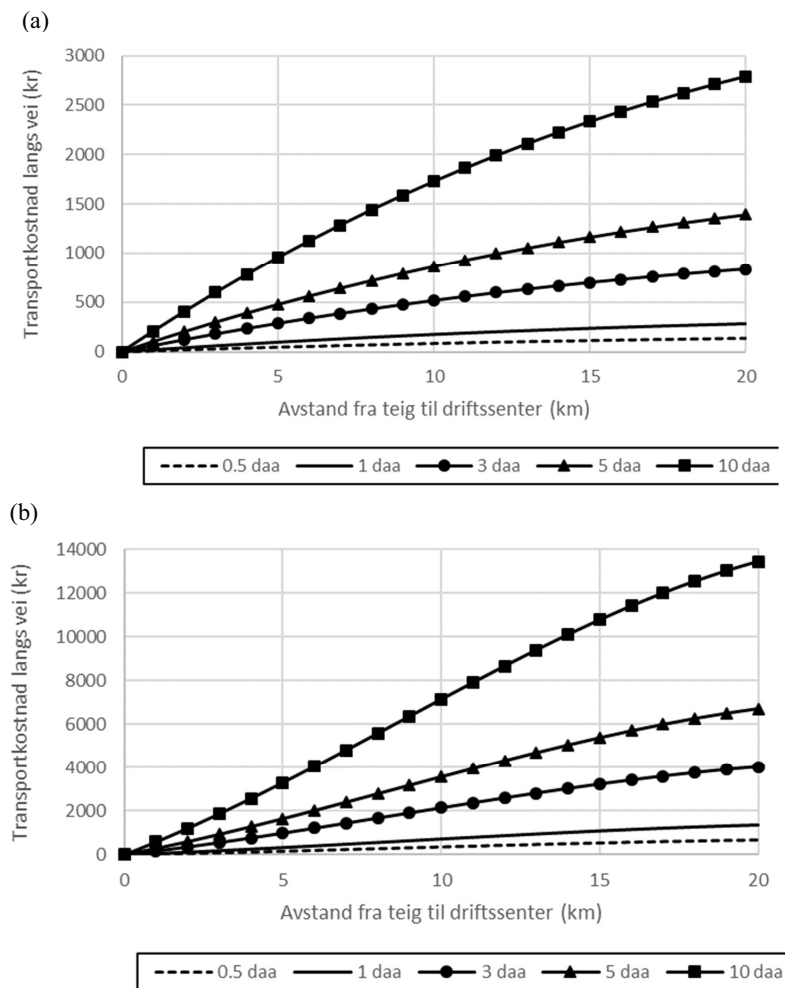 (a)
Transportkostnad langs vei (kr)
3000
2500
2000
1500
1000
500
0
0 5 10 15 20
Avstand fra teig til driftssenter (km)
0.5 daa 1 daa 3 daa 5 daa 10 daa
(b)
Transportkostnad langs vei (kr)
14000
12000
10000
8000
6000
4000
2000
0
0 5 10 15 20
Avstand fra teig til driftssenter (km)
0.5 daa 1 daa 3 daa 5 daa 10 daa